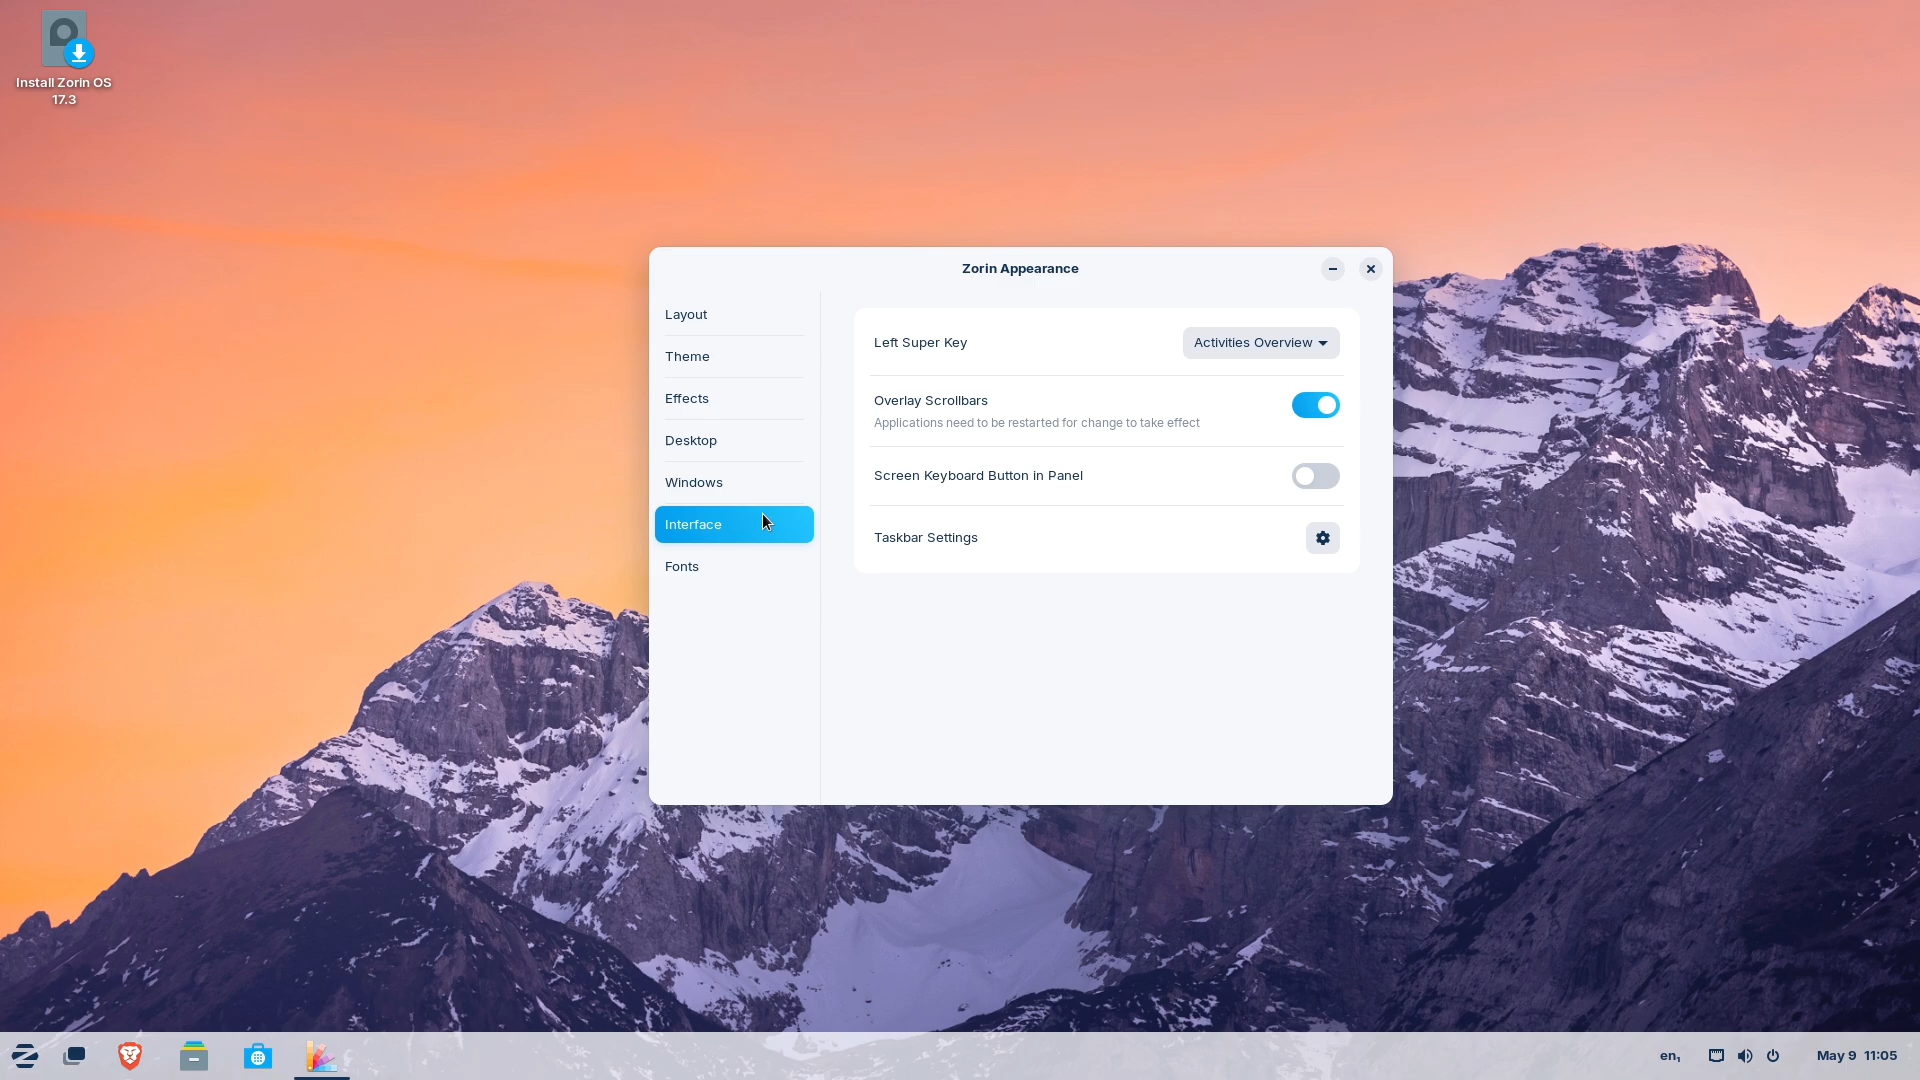 Install Zorin OS
17.3
Zorin Appearance
Layout
Theme
Effects
Desktop
Windows
Interface
Fonts
Left Super Key
Activities Overview
Overlay Scrollbars
Applications need to be restarted for change to take effect
Screen Keyboard Button in Panel
Taskbar Settings
en₁
May 9 11:05